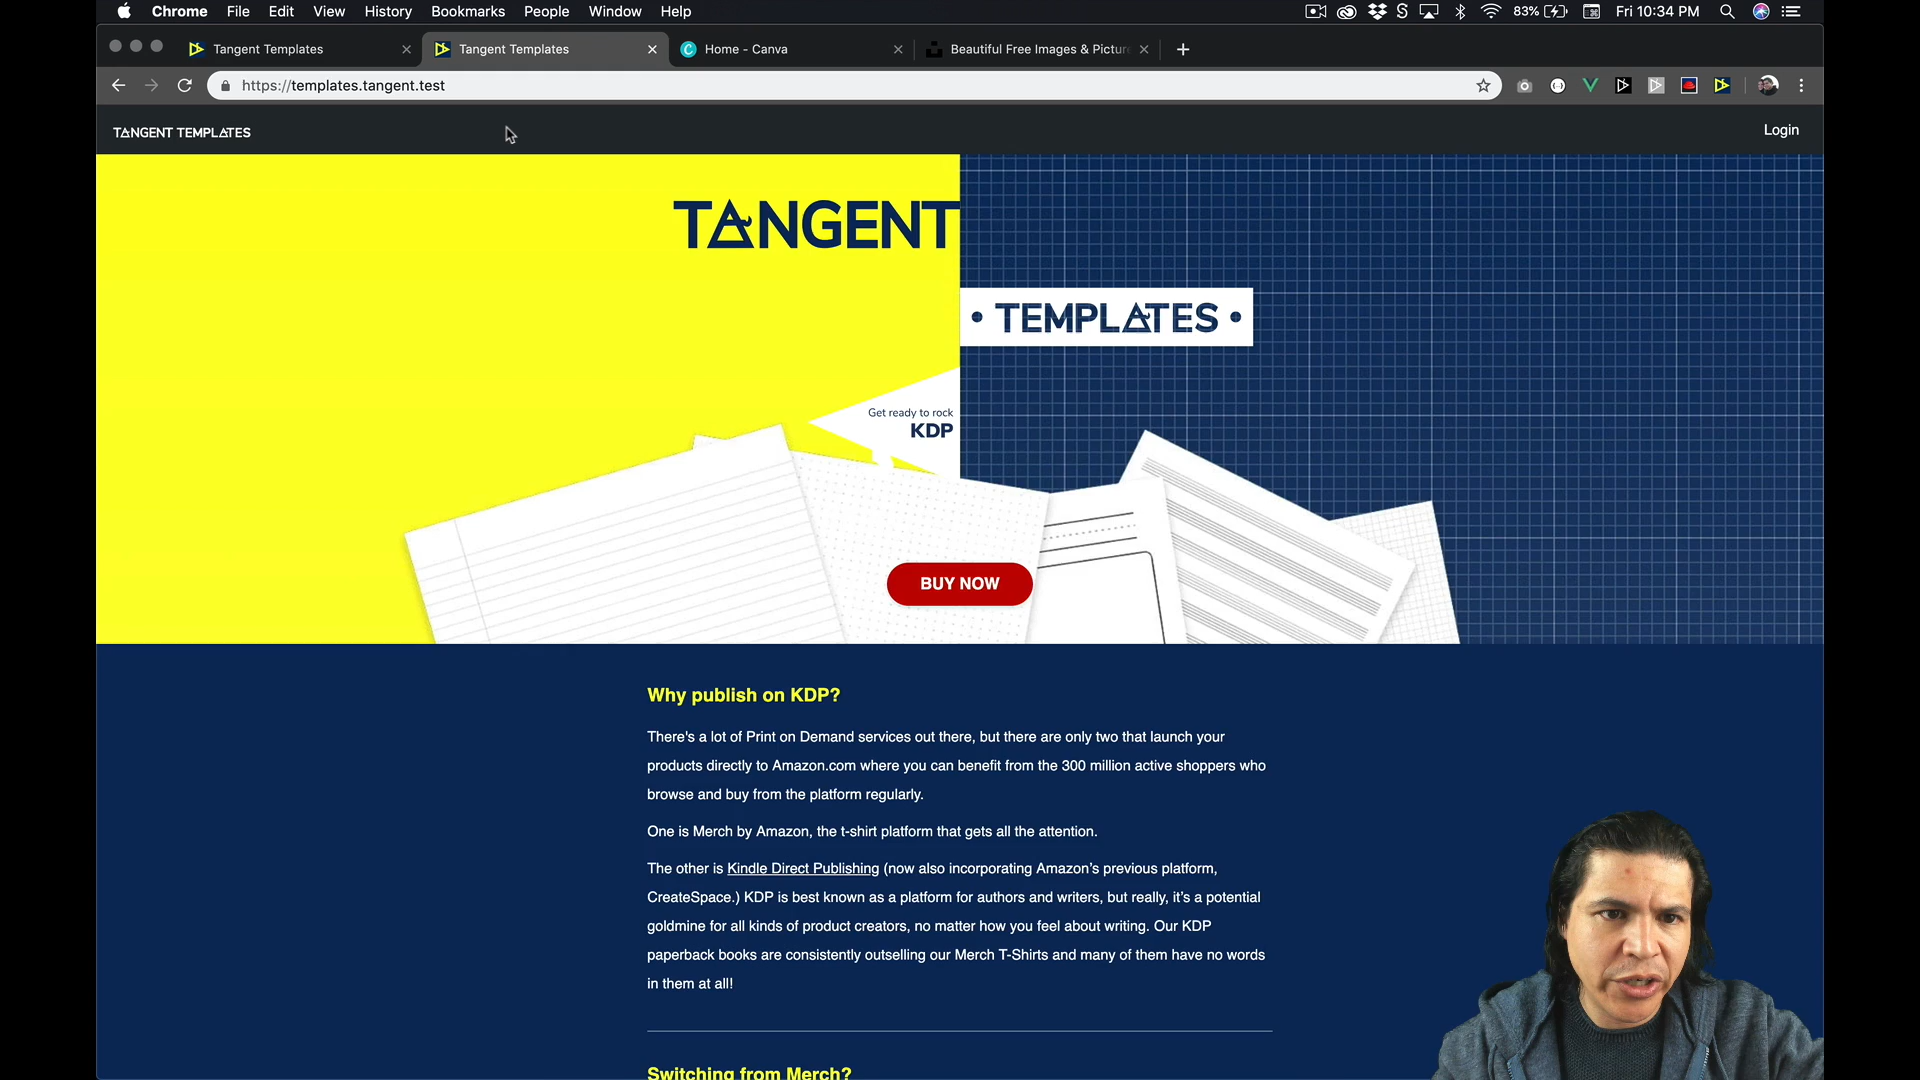 Chrome File Edit View History Bookmarks People Window Help
83% Fri 10:34 PM
Tangent Templates
Tangent Templates
Home - Canva
Beautiful Free Images & Pictur
https://templates.tangent.test
TANGENT TEMPLATES
Login
TANGENT
• TEMPLATES •
Get ready to rock
KDP
BUY NOW
Why publish on KDP?
There's a lot of Print on Demand services out there, but there are only two that launch your
products directly to Amazon.com where you can benefit from the 300 million active shoppers who
browse and buy from the platform regularly.
One is Merch by Amazon, the t-shirt platform that gets all the attention.
The other is Kindle Direct Publishing (now also incorporating Amazon's previous platform,
CreateSpace.) KDP is best known as a platform for authors and writers, but really, it's a potential
goldmine for all kinds of product creators, no matter how you feel about writing. Our KDP
paperback books are consistently outselling our Merch T-Shirts and many of them have no words
in them at all!
Switching from Merch?